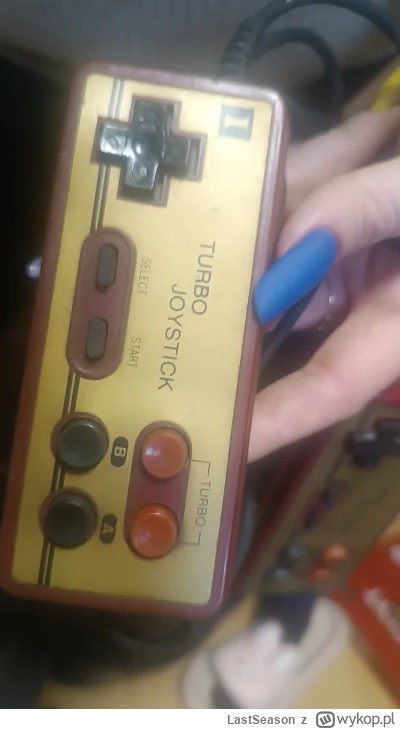 I
TURBO
JOYSTICK
SELECT
START
TURBO
B
A
LastSeason z wykop.pl